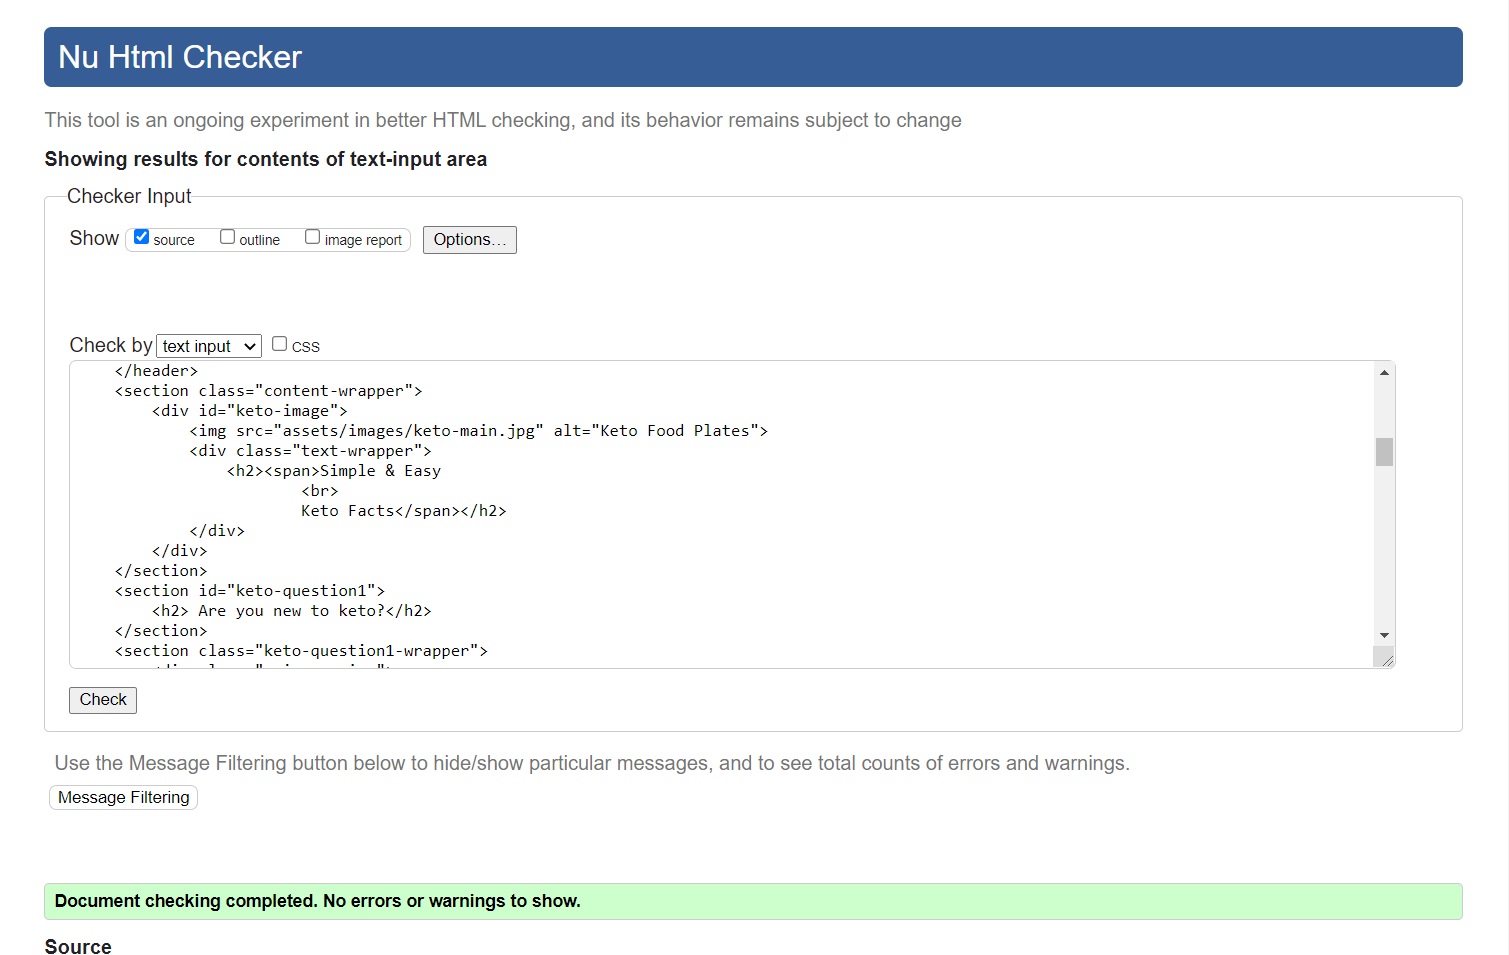 Nu Html Checker
This tool is an ongoing experiment in better HTML checking, and its behavior remains subject to change
Showing results for contents of text-input area
Checker Input
Show source outline image report Options...
Check by text input CSS
</header>
<section class="content-wrapper">
<div id="keto-image">
<img src="assets/images/keto-main.jpg" alt="Keto Food Plates">
<div class="text-wrapper">
<h2><span>Simple & Easy
<br>
Keto Facts</span></h2>
</div>
</div>
</section>
<section id="keto-question1">
<h2> Are you new to keto?</h2>
</section>
<section class="keto-question1-wrapper">
Check
Use the Message Filtering button below to hide/show particular messages, and to see total counts of errors and warnings.
Message Filtering
Document checking completed. No errors or warnings to show.
Source